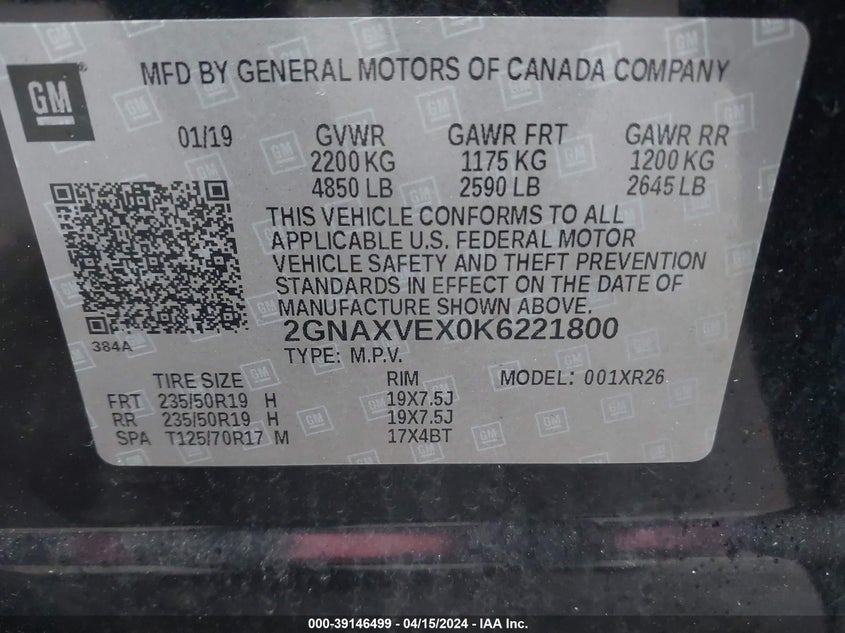 MFD BY GENERAL MOTORS OF CANADA COMPANY
GM
01/19 GVWR GAWR FRT GAWR RR
2200 KG 1175 KG 1200 KG
4850 LB 2590 LB 2645 LB
THIS VEHICLE CONFORMS TO ALL
APPLICABLE U.S. FEDERAL MOTOR
VEHICLE SAFETY AND THEFT PREVENTION
STANDARDS IN EFFECT ON THE DATE OF
MANUFACTURE SHOWN ABOVE.
384A
2GNAXVEX0K6221800
TYPE: M.P.V.
TIRE SIZE RIM MODEL: 001XR26
FRT 235/50R19 H 19X7.5J
RR 235/50R19 H 19X7.5J
SPA T125/70R17 M 17X4BT
000-39146499 - 04/15/2024 - IAA Inc.